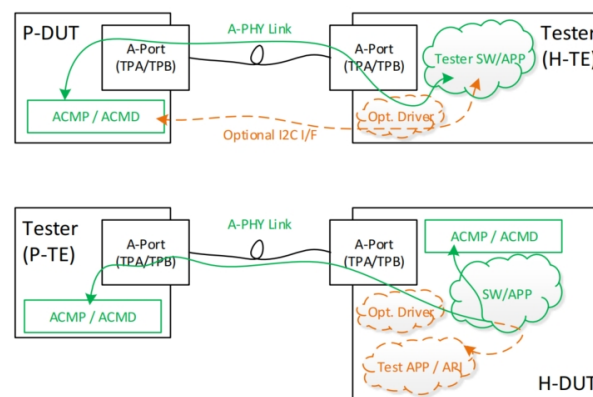 P-DUT
A-Port
(TPA/TPB)
A-PHY Link
A-Port
(TPA/TPB)
Tester
(H-TE)
Tester SW/APP
ACMP / ACMD
Opt. Driver
Optional I2C I/F
Tester
(P-TE)
A-Port
(TPA/TPB)
A-PHY Link
A-Port
(TPA/TPB)
ACMP / ACMD
SW/APP
ACMP / ACMD
Opt. Driver
Test APP / API
H-DUT